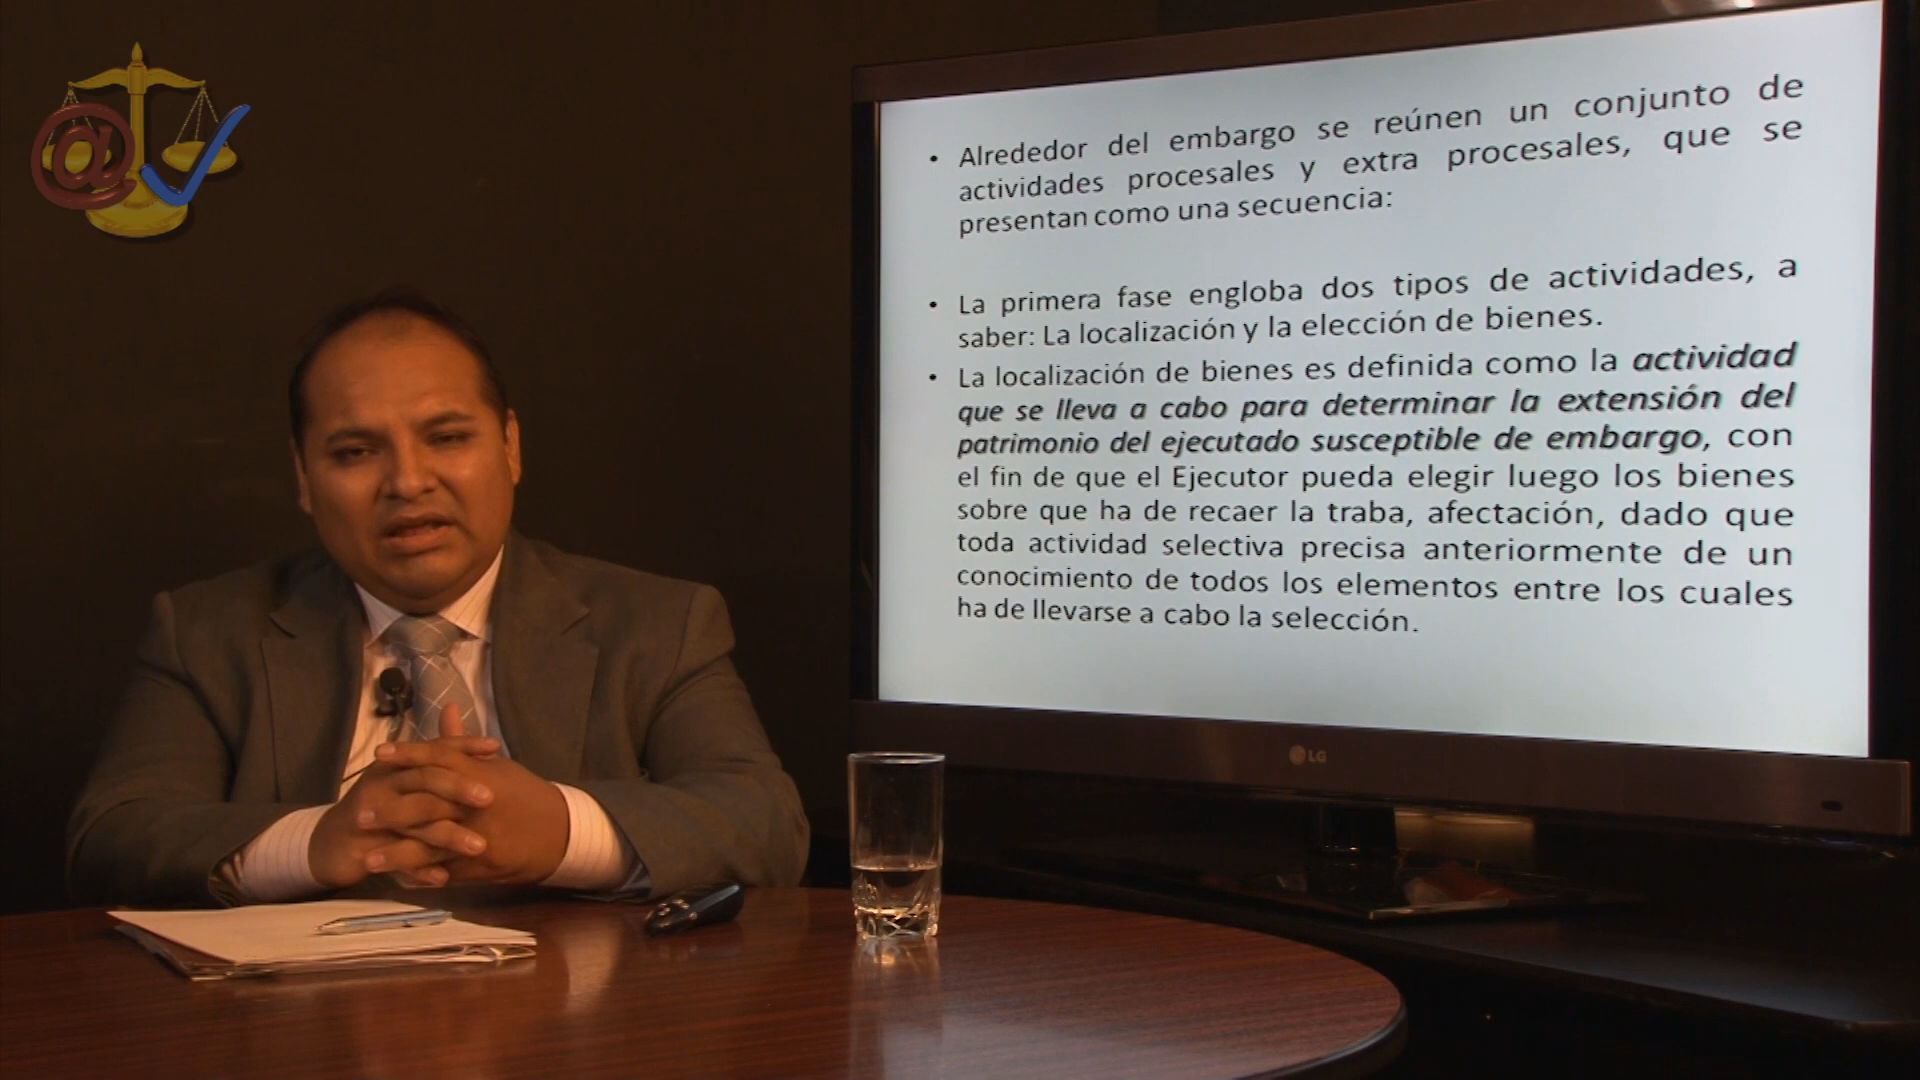 @
• Alrededor del embargo se reúnen un conjunto de
actividades procesales y extra procesales, que se
presentan como una secuencia:
• La primera fase engloba dos tipos de actividades, a
saber: La localización y la elección de bienes.
• La localización de bienes es definida como la actividad
que se lleva a cabo para determinar la extensión del
patrimonio del ejecutado susceptible de embargo, con
el fin de que el Ejecutor pueda elegir luego los bienes
sobre que ha de recaer la traba, afectación, dado que
toda actividad selectiva precisa anteriormente de un
conocimiento de todos los elementos entre los cuales
ha de llevarse a cabo la selección.
LG